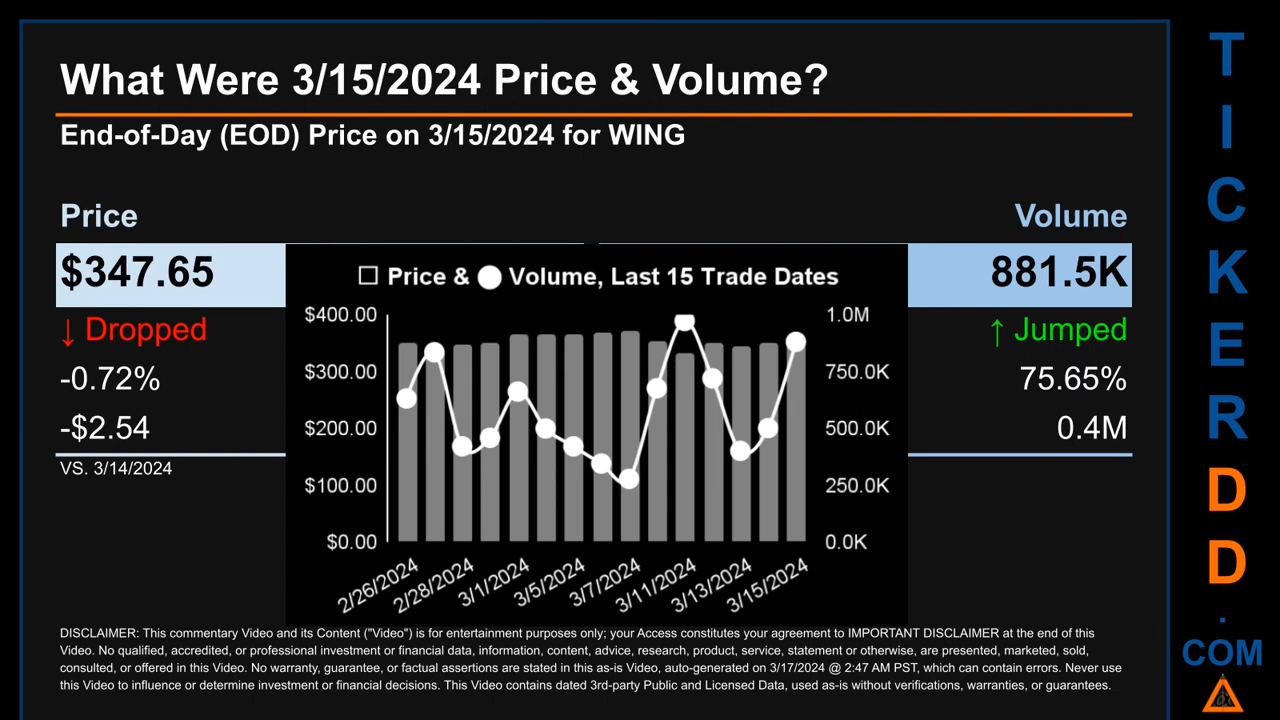 What Were 3/15/2024 Price & Volume?
End-of-Day (EOD) Price on 3/15/2024 for WING
Price
Volume
$347.65
881.5K
↓ Dropped
↑ Jumped
-0.72%
75.65%
-$2.54
0.4M
VS. 3/14/2024
Price & Volume, Last 15 Trade Dates
$400.00
$300.00
$200.00
$100.00
$0.00
1.0M
750.0K
500.0K
250.0K
0.0K
2/26/2024
2/28/2024
3/1/2024
3/5/2024
3/7/2024
3/11/2024
3/13/2024
3/15/2024
DISCLAIMER: This commentary Video and its Content ("Video") is for entertainment purposes only; your Access constitutes your agreement to IMPORTANT DISCLAIMER at the end of this
Video. No qualified, accredited, or professional investment or financial data, information, content, advice, research, product, service, statement or otherwise, are presented, marketed, sold,
consulted, or offered in this Video. No warranty, guarantee, or factual assertions are stated in this as-is Video, auto-generated on 3/17/2024 @ 2:47 AM PST, which can contain errors. Never use
this Video to influence or determine investment or financial decisions. This Video contains dated 3rd-party Public and Licensed Data, used as-is without verifications, warranties, or guarantees.
T
I
C
K
E
R
D
D
.
COM